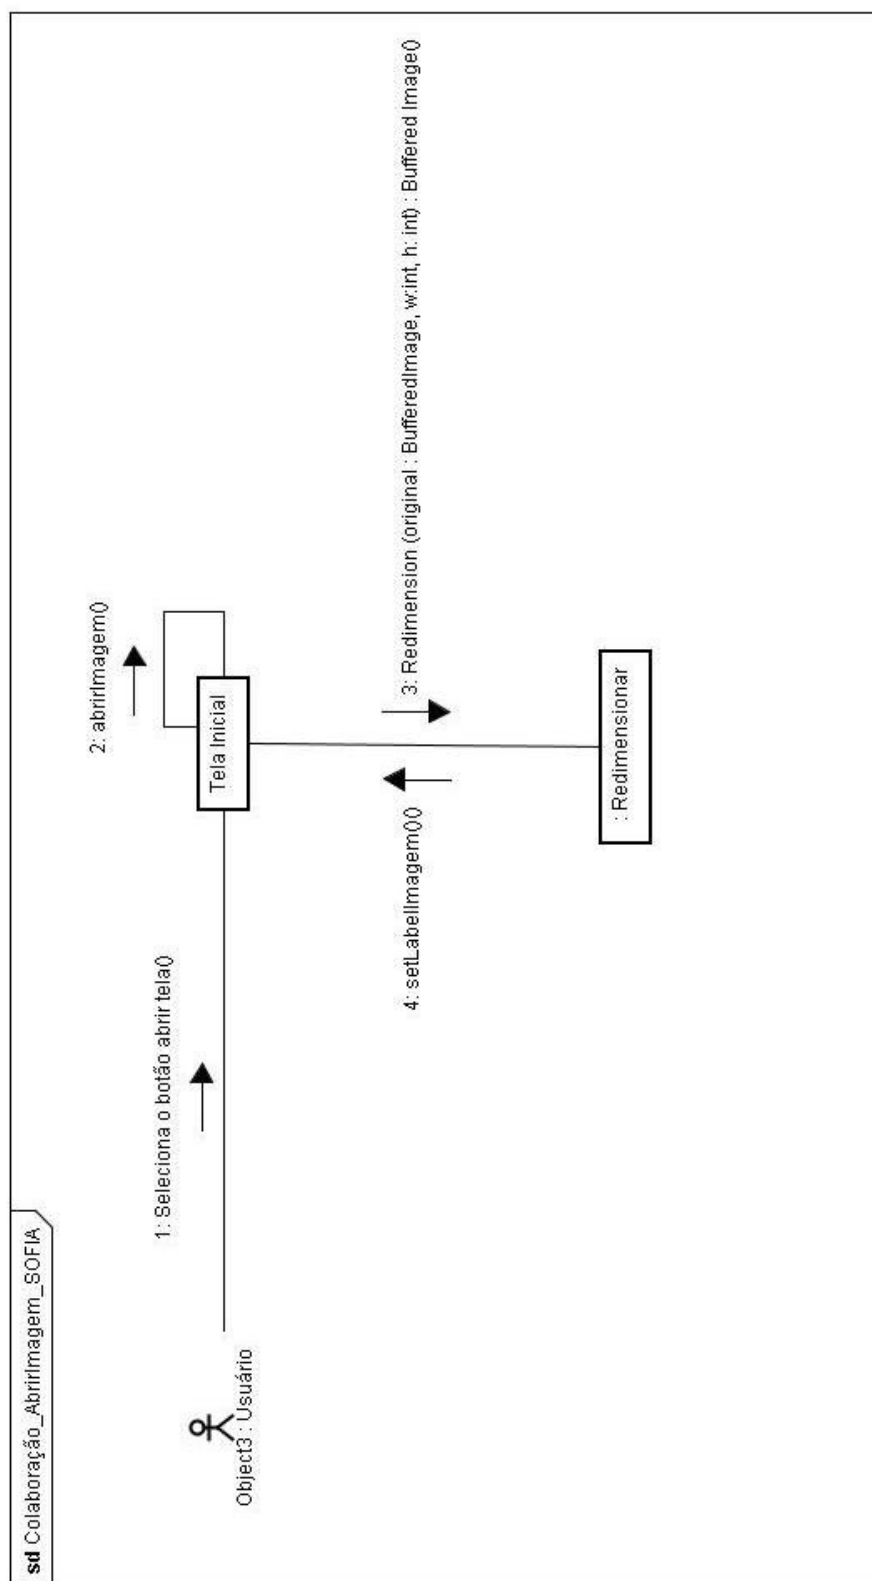 sd Colaboração_AbrirImagem_SOFIA
2: abrirImagem()
1: Seleciona o botão abrir tela()
Tela Inicial
Object3 : Usuário
3: Redimension (original : BufferedImage, w:int, h: int) : Buffered Image()
4: setLabelImagem()()
: Redimensionar